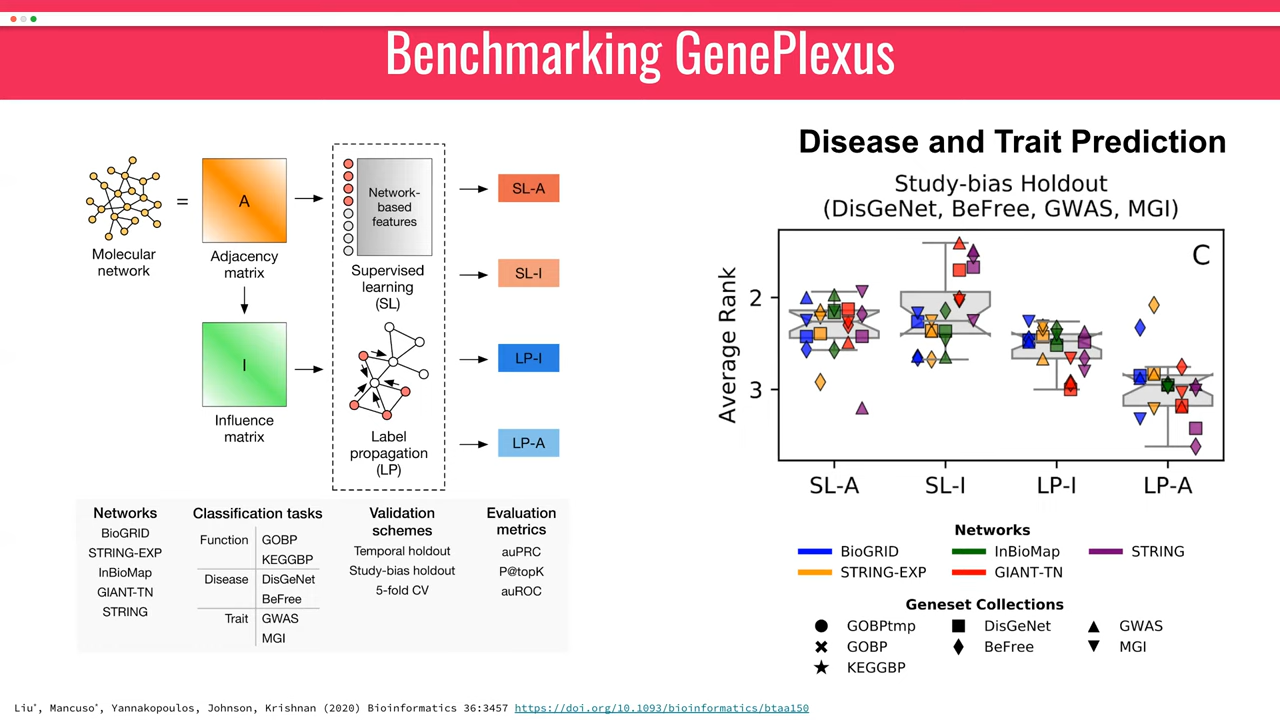 Benchmarking GenePlexus
Molecular
network
=
A
Adjacency
matrix
I
Influence
matrix
Network-
based
features
Supervised
learning
(SL)
Label
propagation
(LP)
SL-A
SL-I
LP-I
LP-A
Networks
BioGRID
STRING-EXP
InBioMap
GIANT-TN
STRING
Classification tasks
Function
GOBP
KEGGBP
Disease
DisGeNet
BeFree
Trait
GWAS
MGI
Validation
schemes
Temporal holdout
Study-bias holdout
5-fold CV
Evaluation
metrics
auPRC
P@topK
auROC
Disease and Trait Prediction
Study-bias Holdout
(DisGeNet, BeFree, GWAS, MGI)
C
Average Rank
2
3
SL-A SL-I LP-I LP-A
Networks
BioGRID InBioMap STRING
STRING-EXP GIANT-TN
Geneset Collections
GOBPtmp DisGeNet GWAS
GOBP BeFree MGI
KEGGBP
Liu*, Mancuso*, Yannakopoulos, Johnson, Krishnan (2020) Bioinformatics 36:3457 https://doi.org/10.1093/bioinformatics/btaa150